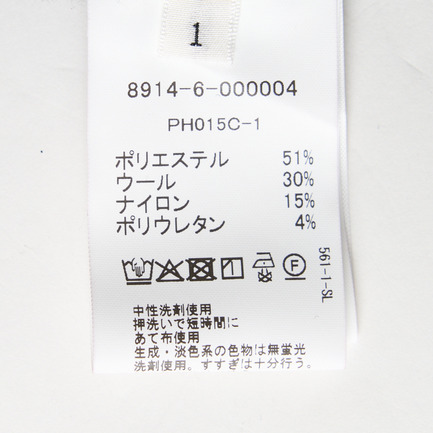 1
8914-6-000004
PH015C-1
ポリエステル 51%
ウール 30%
ナイロン 15%
ポリウレタン 4%
F
561-1-SL
中性洗剤使用
押洗いで短時間に
あて布使用
生成・淡色系の色物は無蛍光
洗剤使用。すすぎは十分行う。